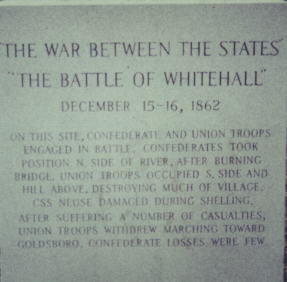 "THE WAR BETWEEN THE STATES"
"THE BATTLE OF WHITEHALL"
DECEMBER 15-16, 1862
ON THIS SITE, CONFEDERATE AND UNION TROOPS
ENGAGED IN BATTLE. CONFEDERATES TOOK
POSITION N. SIDE OF RIVER, AFTER BURNING
BRIDGE. UNION TROOPS OCCUPIED S. SIDE AND
HILL ABOVE, DESTROYING MUCH OF VILLAGE.
CSS NEUSE DAMAGED DURING SHELLING.
AFTER SUFFERING A NUMBER OF CASUALTIES,
UNION TROOPS WITHDREW MARCHING TOWARD
GOLDSBORO. CONFEDERATE LOSSES WERE FEW.